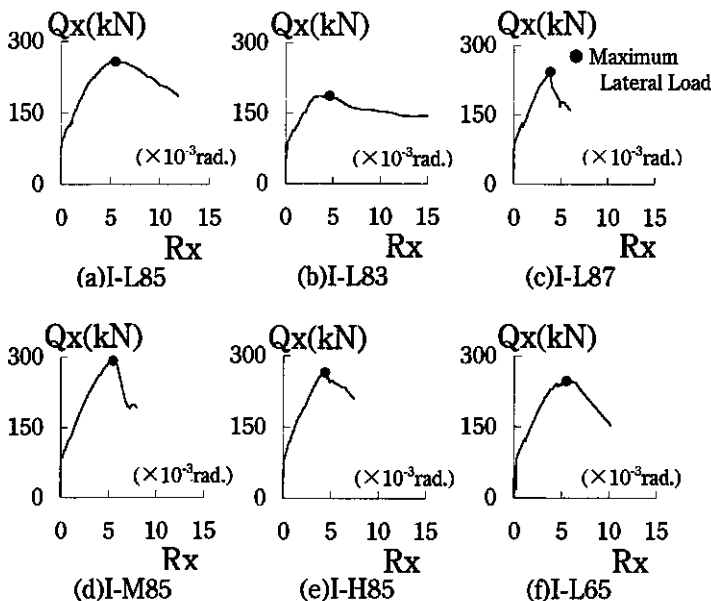 Qx(kN)
300
150
0
(×10⁻³rad.)
0 5 10 15
Rx
(a)I-L85
Qx(kN)
300
150
0
(×10⁻³rad.)
0 5 10 15
Rx
(b)I-L83
Qx(kN)
300
150
0
● Maximum
Lateral Load
(×10⁻³rad.)
0 5 10 15
Rx
(c)I-L87
Qx(kN)
300
150
0
(×10⁻³rad.)
0 5 10 15
Rx
(d)I-M85
Qx(kN)
300
150
0
(×10⁻³rad.)
0 5 10 15
Rx
(e)I-H85
Qx(kN)
300
150
0
(×10⁻³rad.)
0 5 10 15
Rx
(f)I-L65